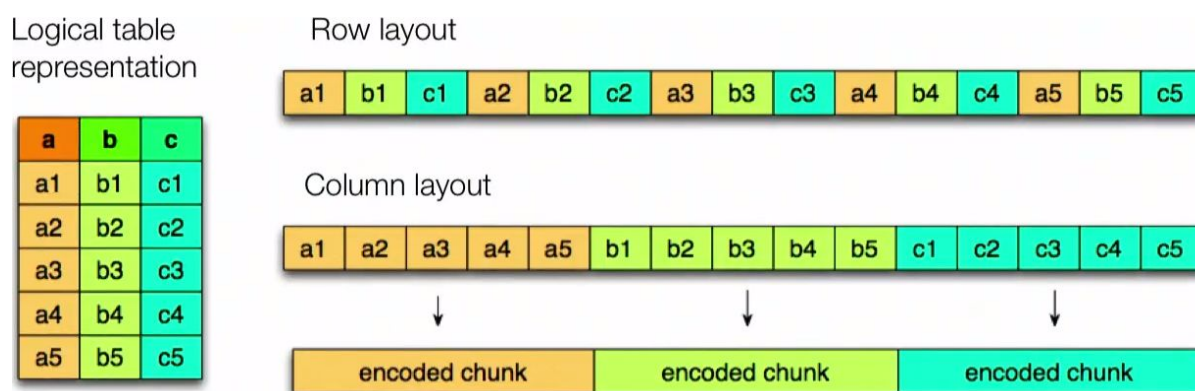 Logical table
representation
a b c
a1 b1 c1
a2 b2 c2
a3 b3 c3
a4 b4 c4
a5 b5 c5
Row layout
a1 b1 c1 a2 b2 c2 a3 b3 c3 a4 b4 c4 a5 b5 c5
Column layout
a1 a2 a3 a4 a5 b1 b2 b3 b4 b5 c1 c2 c3 c4 c5
encoded chunk encoded chunk encoded chunk